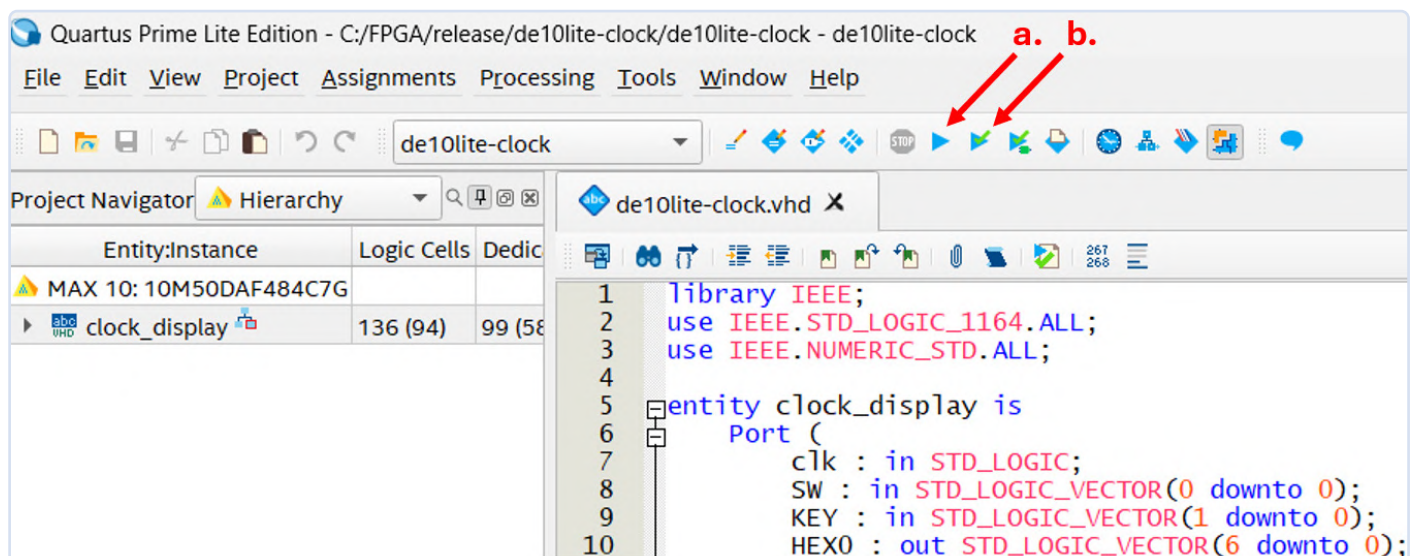 Quartus Prime Lite Edition - C:/FPGA/release/de10lite-clock/de10lite-clock - de10lite-clock
a. b.
File Edit View Project Assignments Processing Tools Window Help
de10lite-clock
STOP
Project Navigator Hierarchy
abc de10lite-clock.vhd
Entity:Instance Logic Cells Dedic
267
268
MAX 10: 10M50DAF484C7G
abc
VHD clock_display 136 (94) 99 (58
1 library IEEE;
2 use IEEE.STD_LOGIC_1164.ALL;
3 use IEEE.NUMERIC_STD.ALL;
4
5 entity clock_display is
6 Port (
7 clk : in STD_LOGIC;
8 SW : in STD_LOGIC_VECTOR(0 downto 0);
9 KEY : in STD_LOGIC_VECTOR(1 downto 0);
10 HEX0 : out STD_LOGIC_VECTOR(6 downto 0);